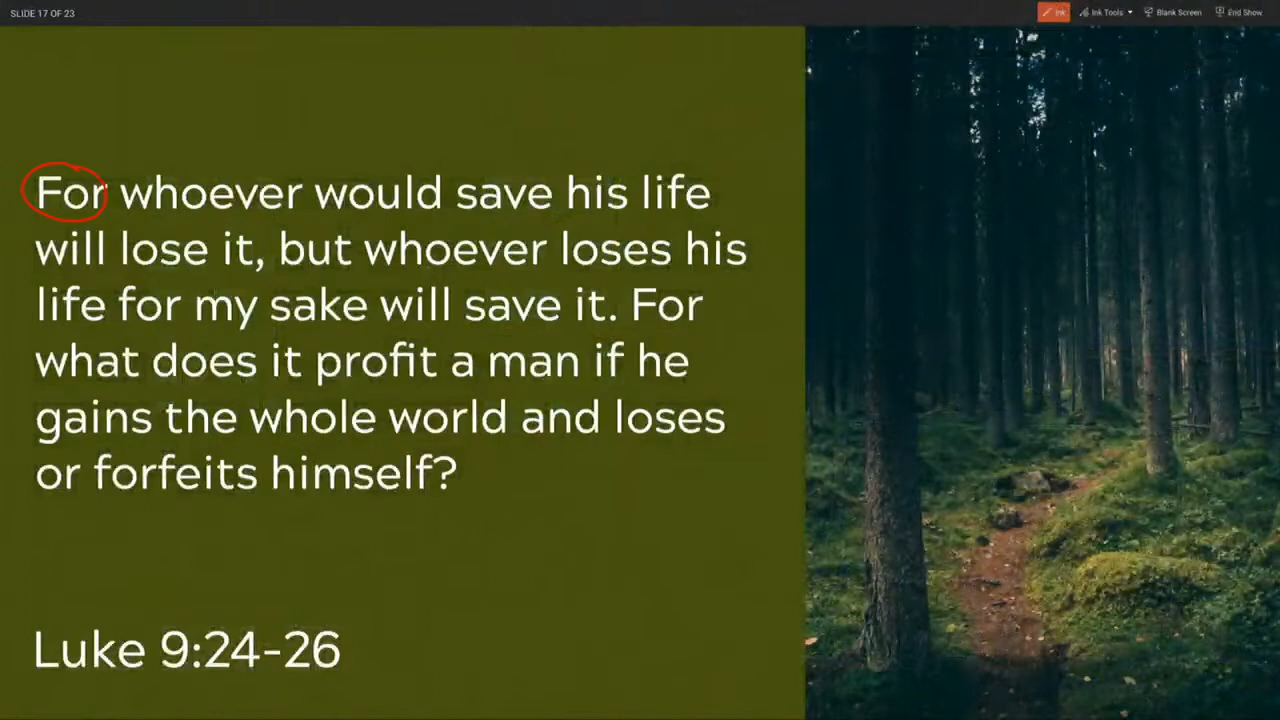 SLIDE 17 OF 23
Ink Ink Tools Blank Screen End Show
For whoever would save his life
will lose it, but whoever loses his
life for my sake will save it. For
what does it profit a man if he
gains the whole world and loses
or forfeits himself?
Luke 9:24-26